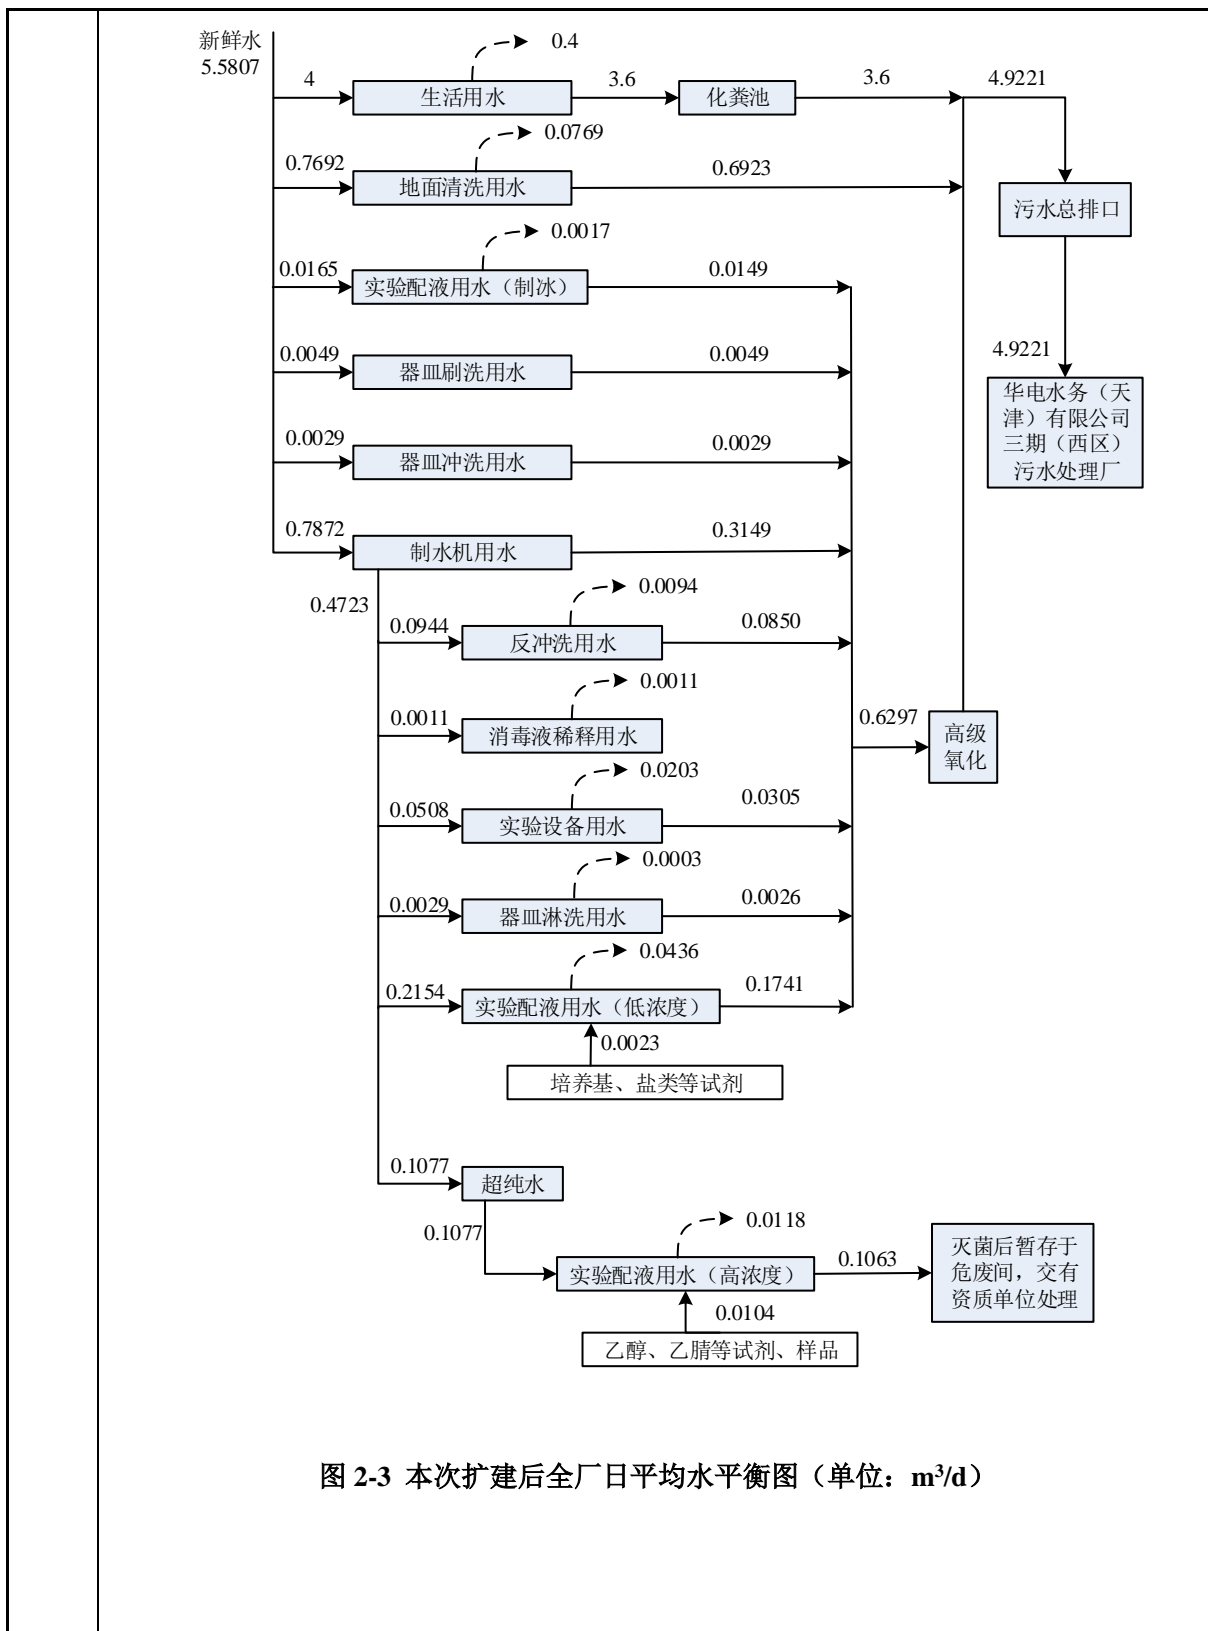 新鲜水
5.5807
0.4
4
生活用水
3.6
化粪池
3.6
4.9221
0.0769
0.7692
地面清洗用水
0.6923
污水总排口
0.0017
0.0165
实验配液用水（制冰）
0.0149
0.0049
器皿刷洗用水
0.0049
4.9221
华电水务（天
津）有限公司
三期（西区）
污水处理厂
0.0029
器皿冲洗用水
0.0029
0.7872
制水机用水
0.3149
0.4723
0.0094
0.0944
反冲洗用水
0.0850
0.0011
0.0011
消毒液稀释用水
0.6297
高级
氧化
0.0203
0.0508
实验设备用水
0.0305
0.0003
0.0029
器皿淋洗用水
0.0026
0.0436
0.2154
实验配液用水（低浓度）
0.1741
0.0023
培养基、盐类等试剂
0.1077
超纯水
0.1077
0.0118
实验配液用水（高浓度）
0.1063
灭菌后暂存于
危废间，交有
资质单位处理
0.0104
乙醇、乙腈等试剂、样品
图 2-3 本次扩建后全厂日平均水平衡图（单位：m³/d）